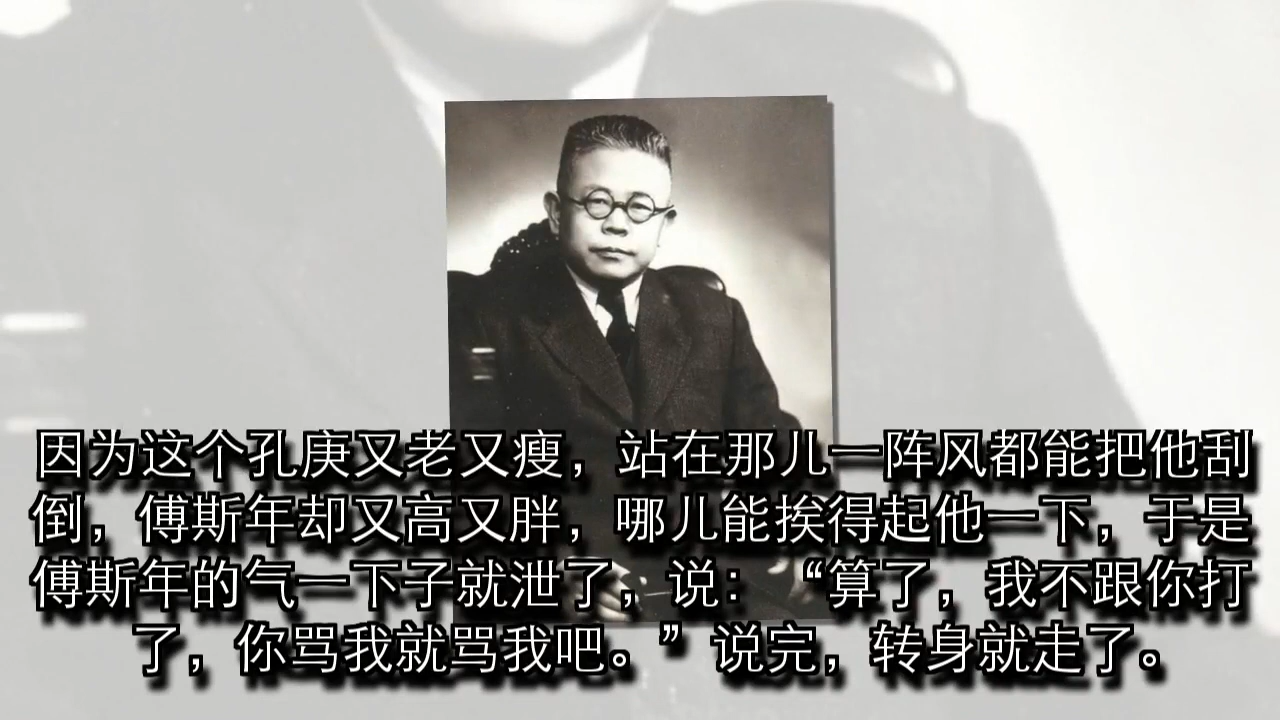 因为这个孔庚又老又瘦，站在那儿一阵风都能把他刮
倒，傅斯年却又高又胖，哪儿能挨得起他一下，于是
傅斯年的气一下子就泄了，说：“算了，我不跟你打
了，你骂我就骂我吧。”说完，转身就走了。